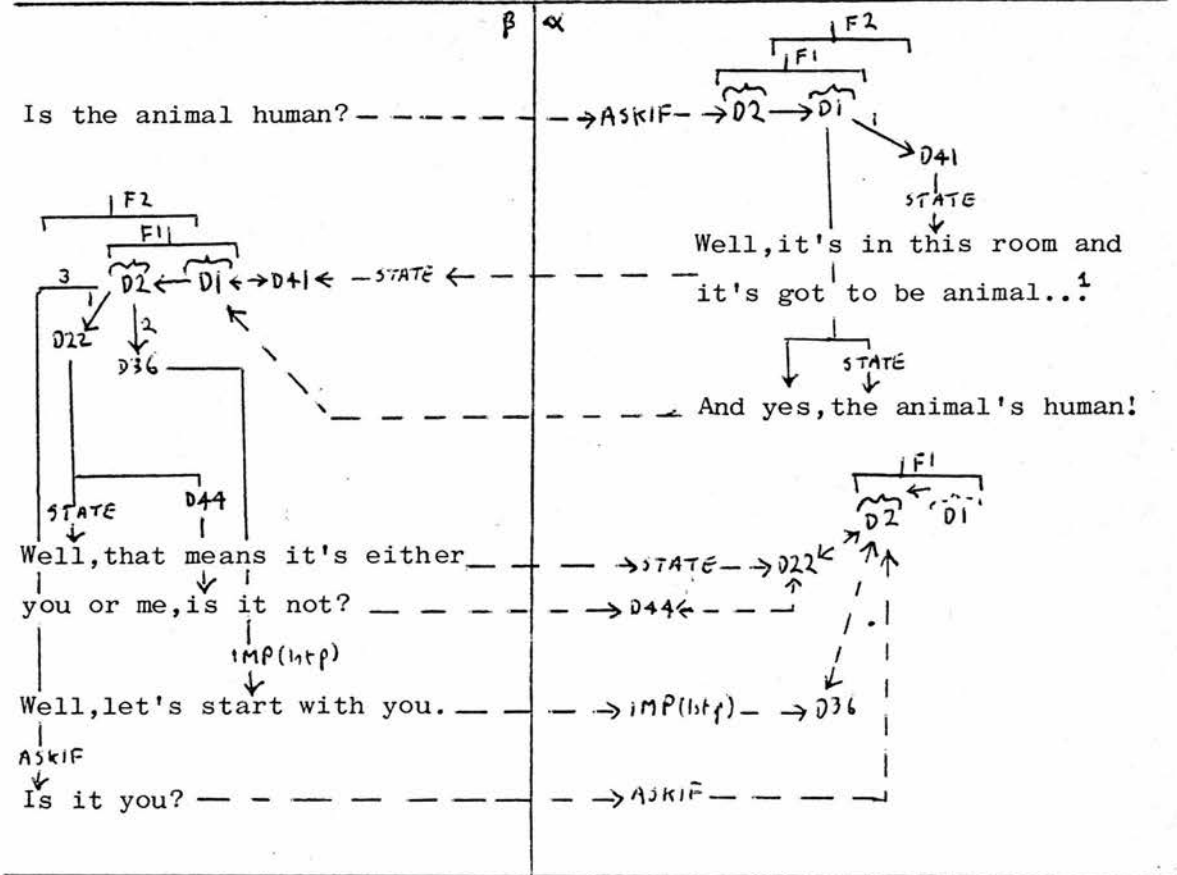 β α
F2
F1
Is the animal human? ASKIF D2 D1 1
D41
STATE
F2
F1
Well,it's in this room and
3 1 D2 D1 D41 STATE
it's got to be animal...1
D22 2
D36
STATE
And yes,the animal's human!
F1
D44
STATE
D2 D1
Well,that means it's either STATE D22
you or me,is it not? D44
IMP(1stp)
Well,let's start with you. IMP(1stp) D36
ASKIF
Is it you? ASKIF